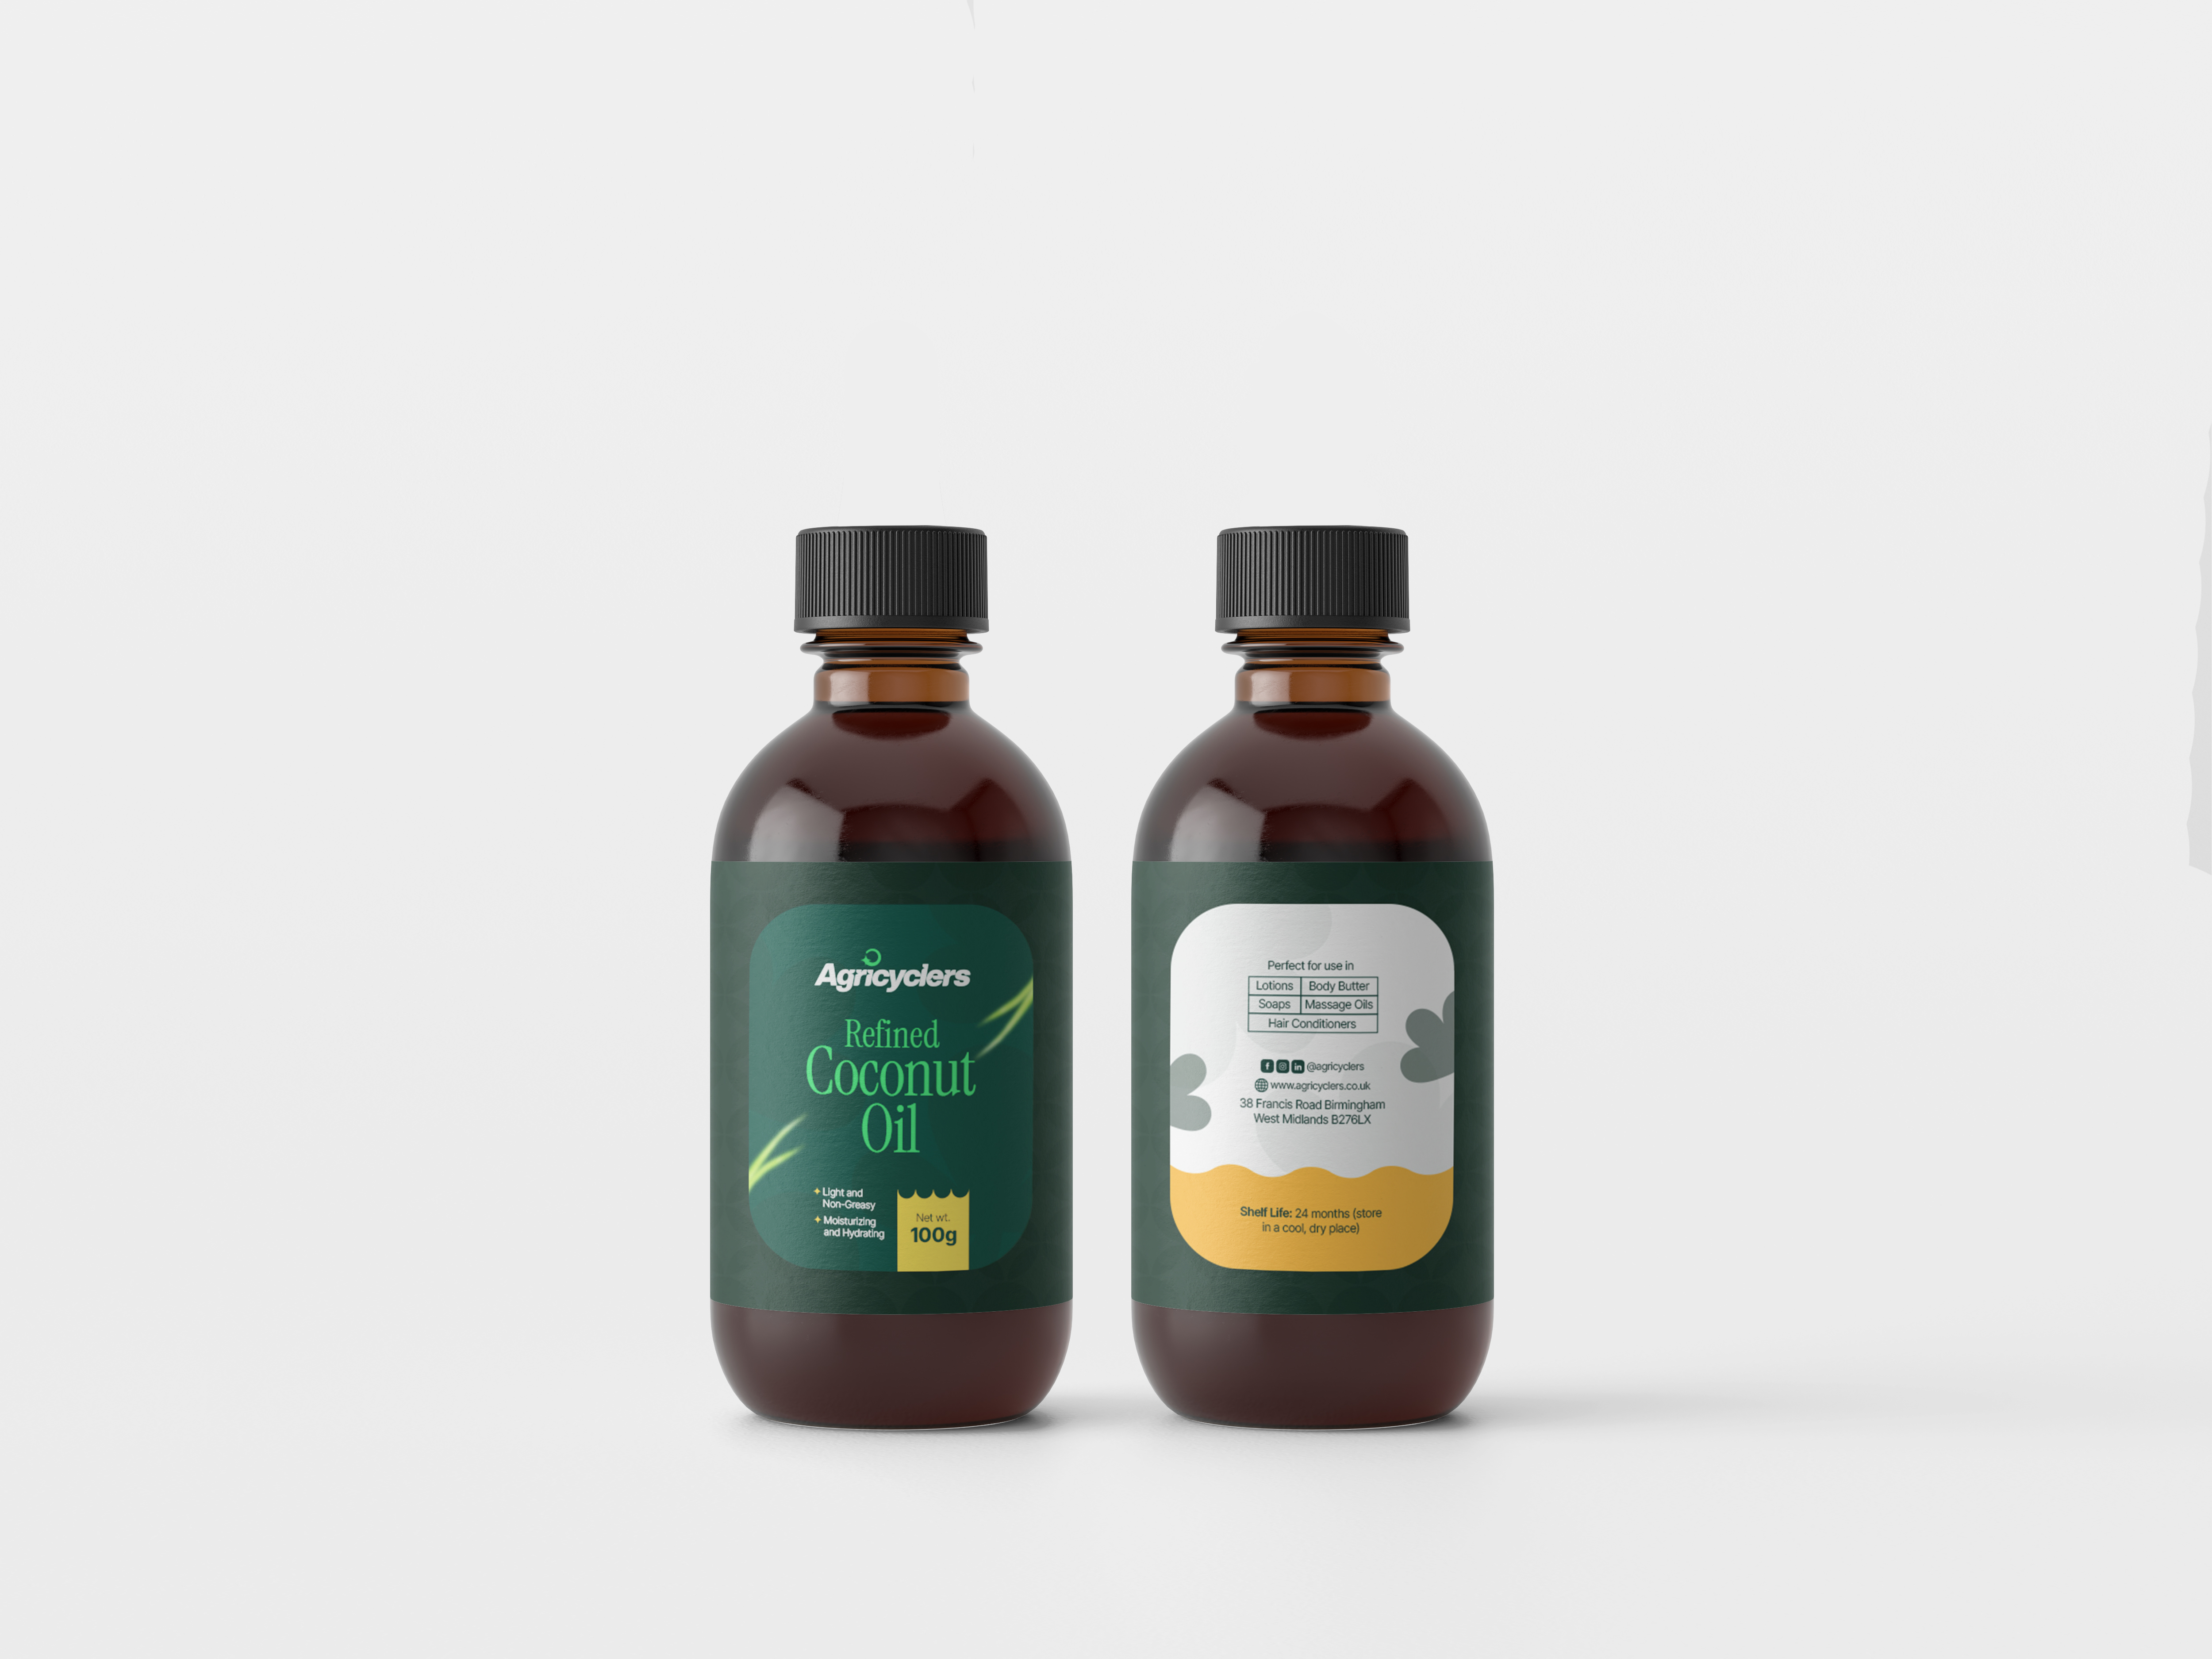 Agricyclers
Refined
Coconut
Oil
Light and
Non-Greasy
Moisturizing
and Hydrating
Net wt.
100g
Perfect for use in
Lotions Body Butter
Soaps Massage Oils
Hair Conditioners
@agricyclers
www.agricyclers.co.uk
38 Francis Road Birmingham
West Midlands B276LX
Shelf Life: 24 months (store
in a cool, dry place)